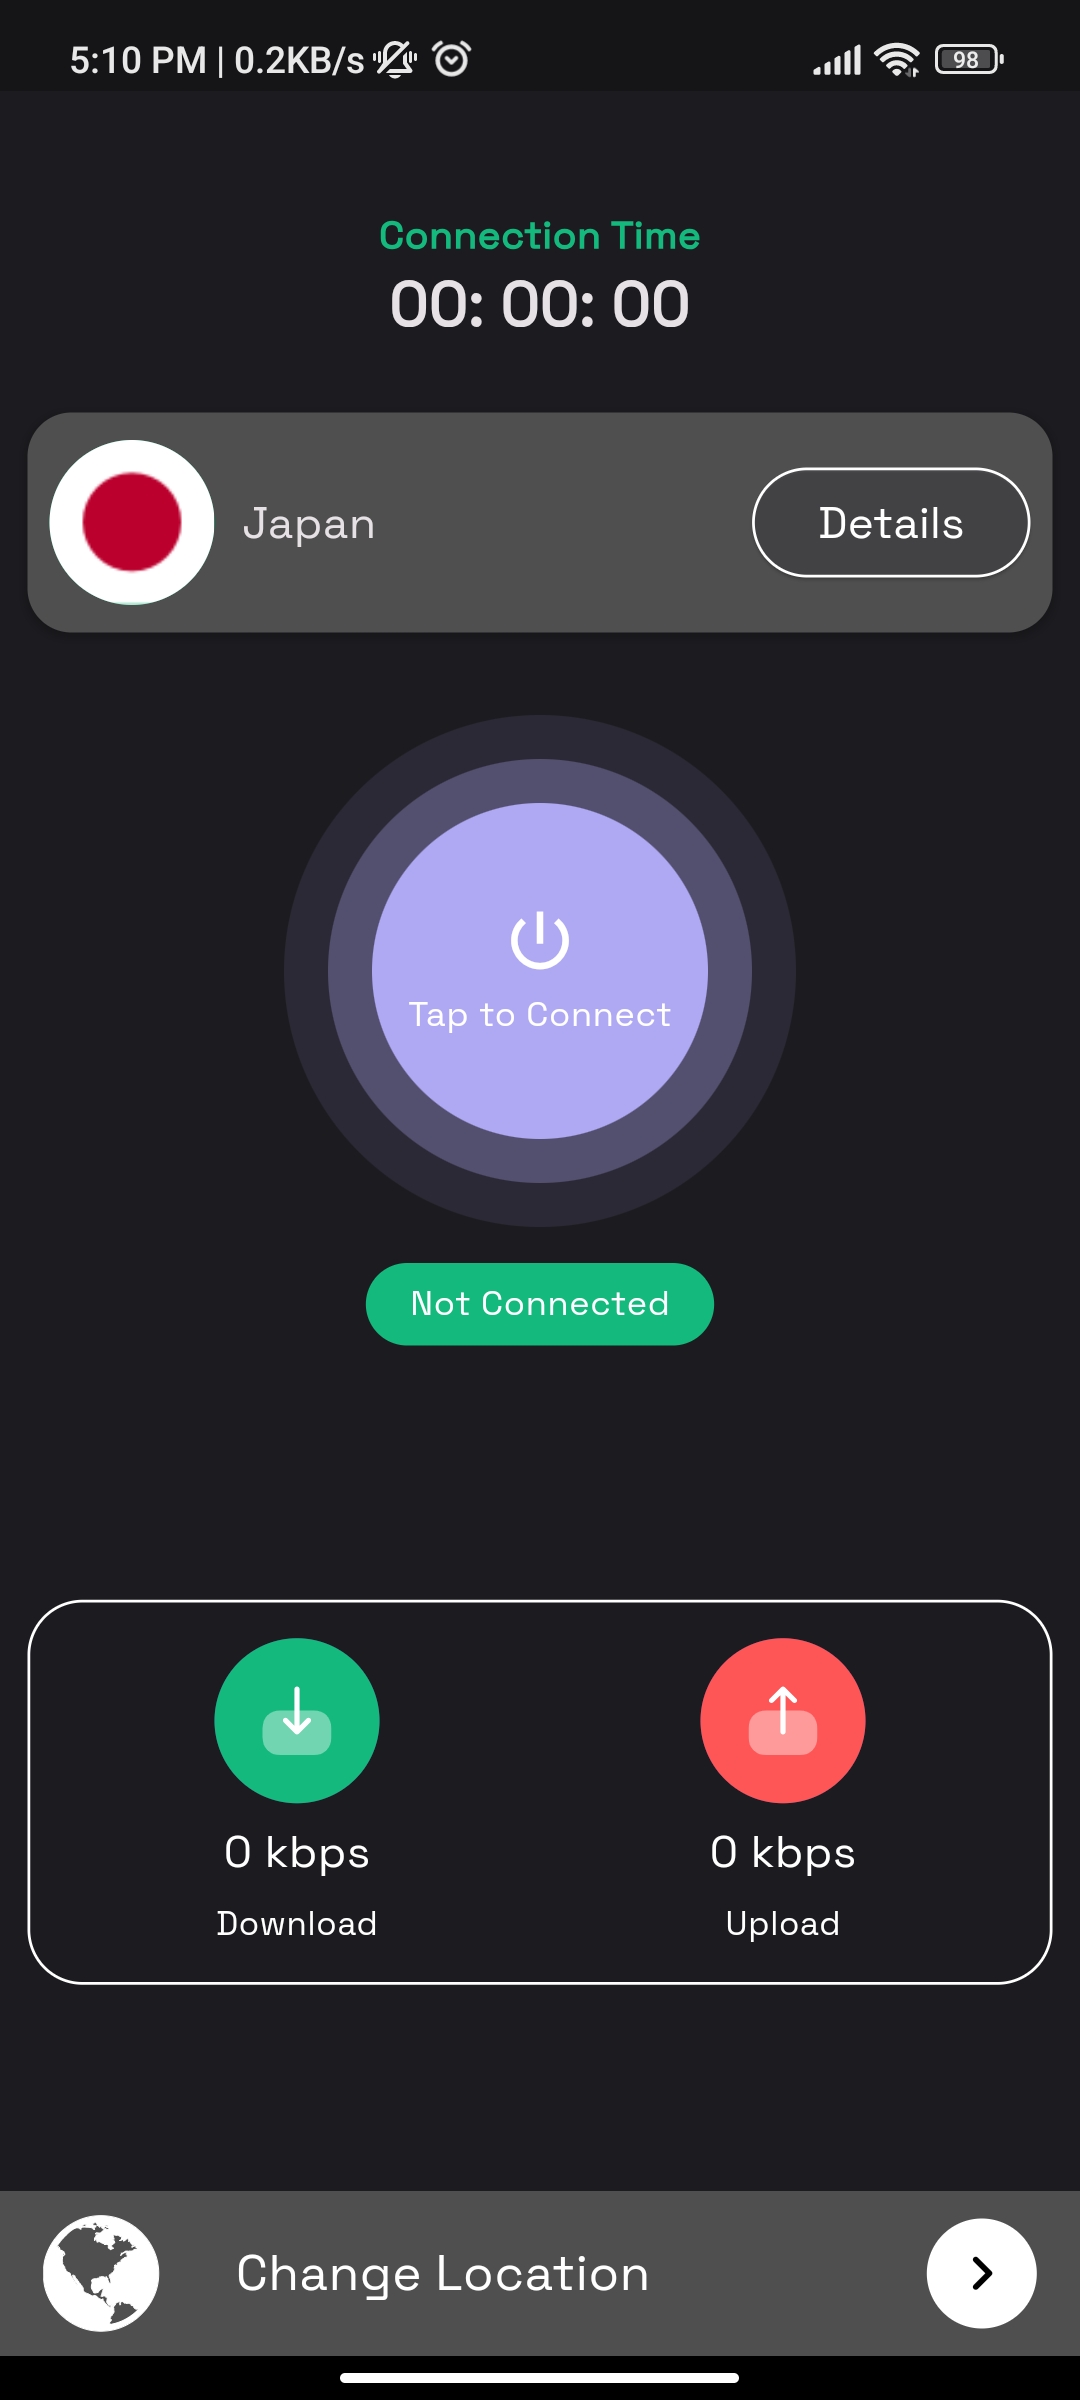 5:10 PM | 0.2KB/s
98
Connection Time
00: 00: 00
Japan
Details
Tap to Connect
Not Connected
0 kbps
0 kbps
Download
Upload
Change Location